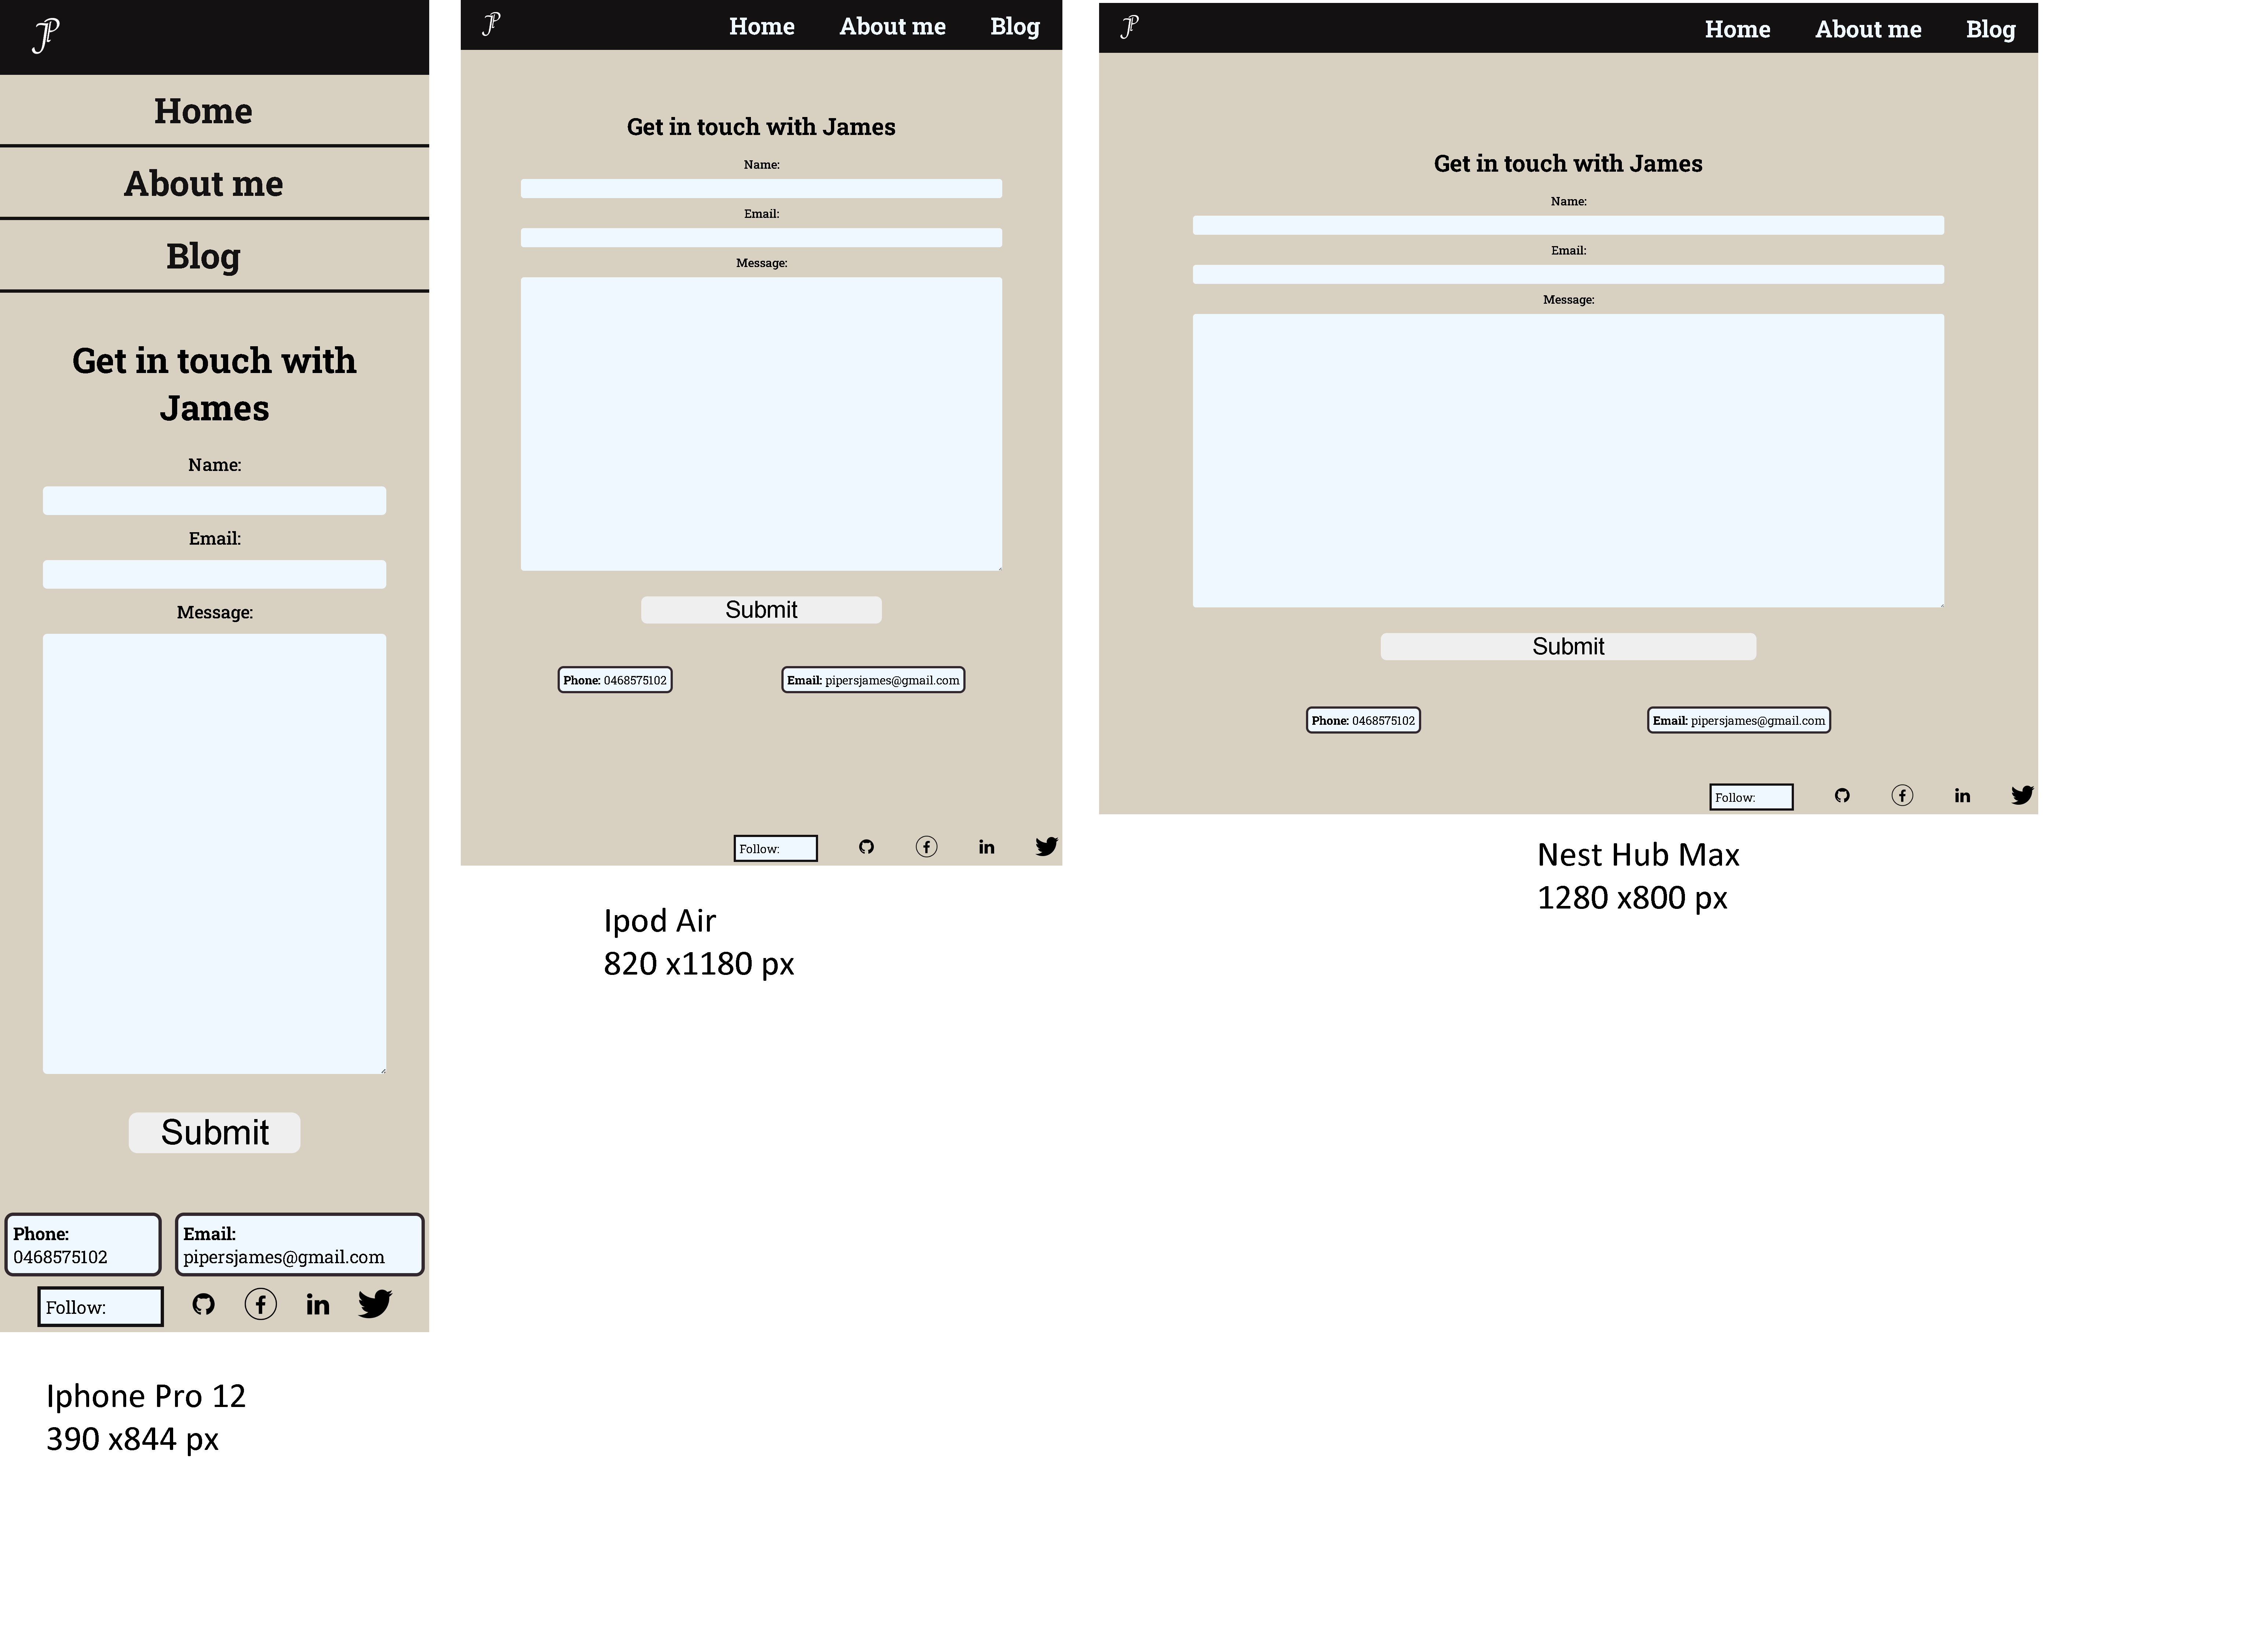 JP
Home
About me
Blog
Get in touch with
James
Name:
Email:
Message:
Submit
Phone:
0468575102
Email:
pipersjames@gmail.com
Follow:
f
in
Iphone Pro 12
390 x844 px
JP
Home About me Blog
Get in touch with James
Name:
Email:
Message:
Submit
Phone: 0468575102 Email: pipersjames@gmail.com
Follow: f in
Ipod Air
820 x1180 px
JP
Home About me Blog
Get in touch with James
Name:
Email:
Message:
Submit
Phone: 0468575102 Email: pipersjames@gmail.com
Follow: f in
Nest Hub Max
1280 x800 px